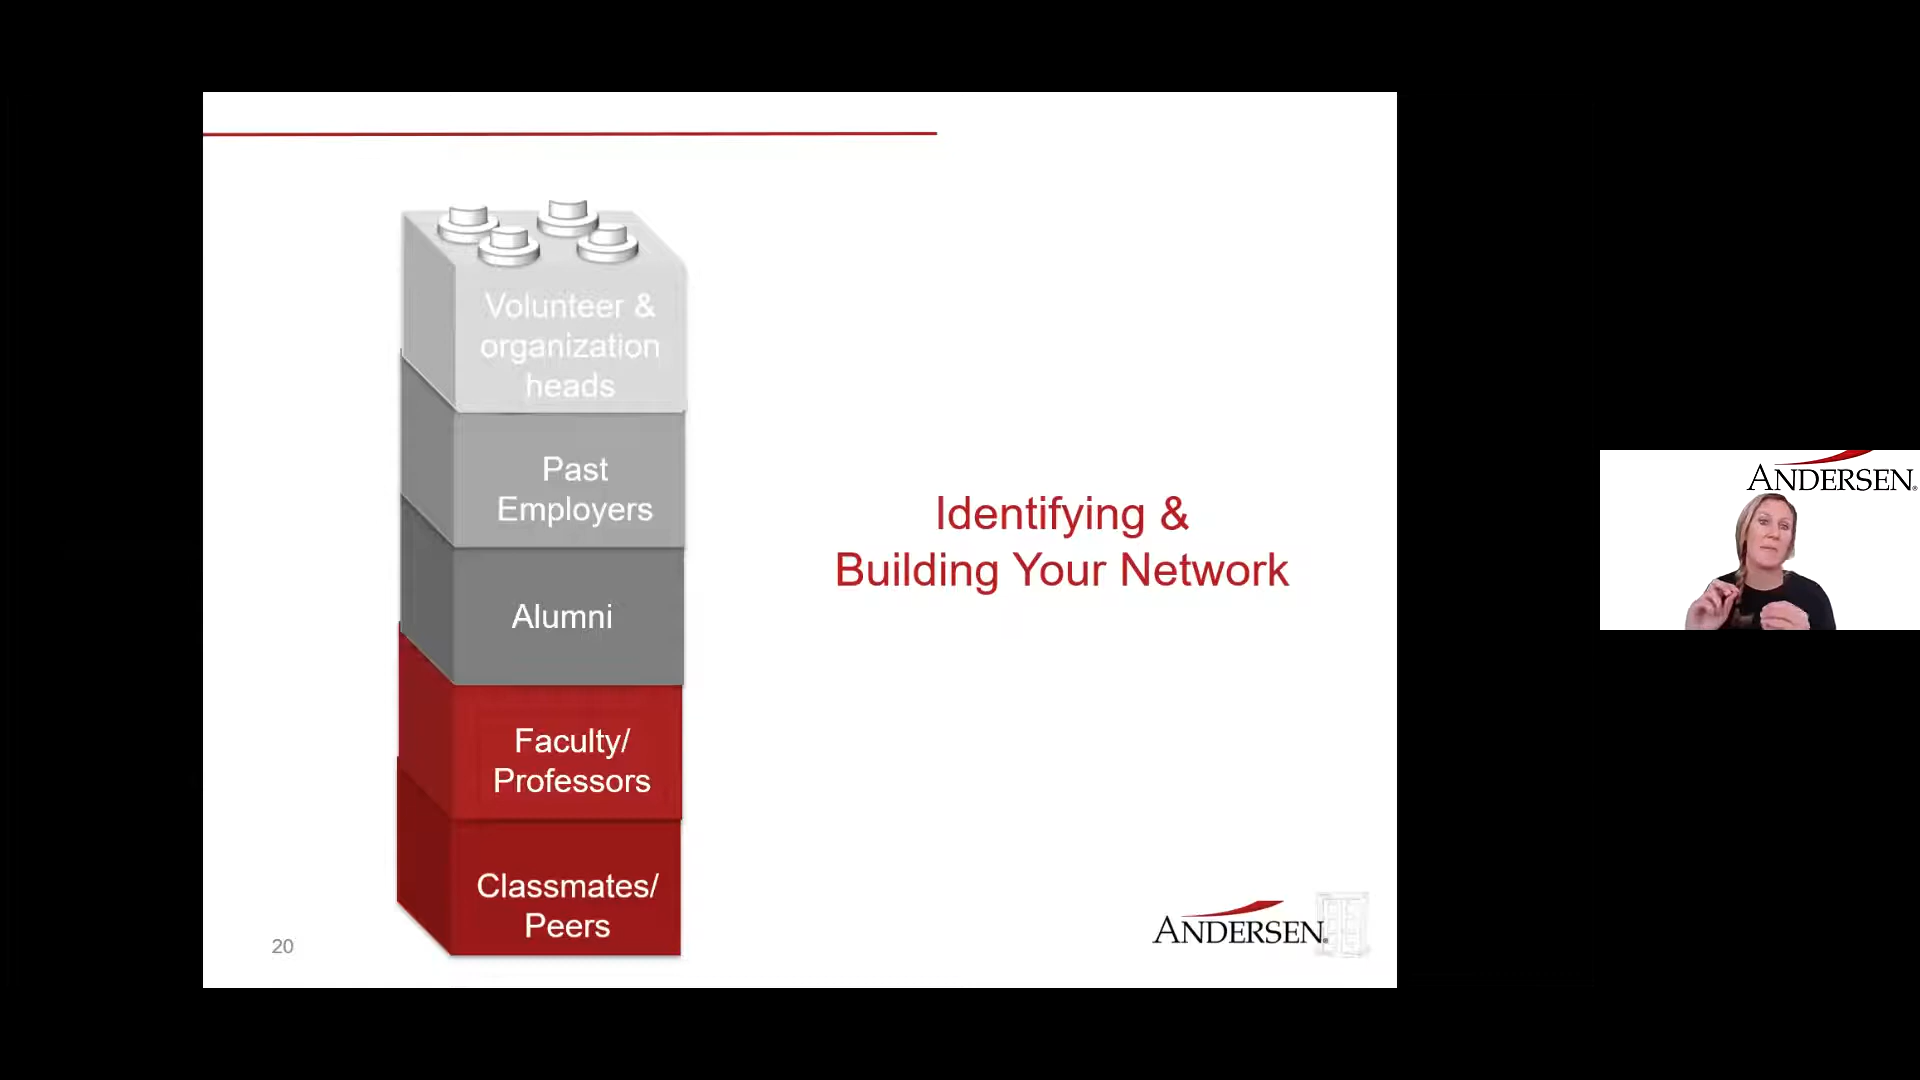 Volunteer &
organization
heads
Past
Employers
Alumni
Faculty/
Professors
Classmates/
Peers
Identifying &
Building Your Network
20
ANDERSEN®
ANDERSEN®